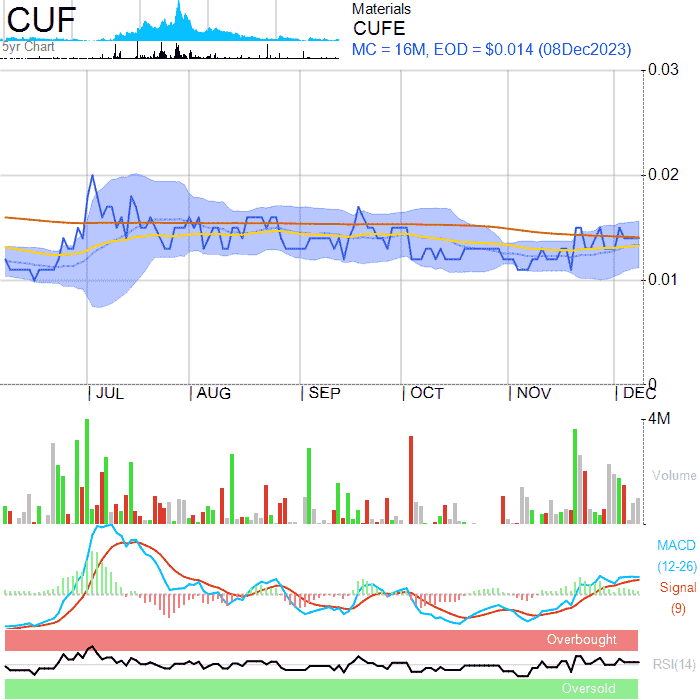 CUF
5yr Chart
Materials
CUFE
MC = 16M, EOD = $0.014 (08Dec2023)
0.03
0.02
0.01
0
JUL AUG SEP OCT NOV DEC
4M
Volume
MACD
(12-26)
Signal
(9)
Overbought
RSI(14)
Oversold